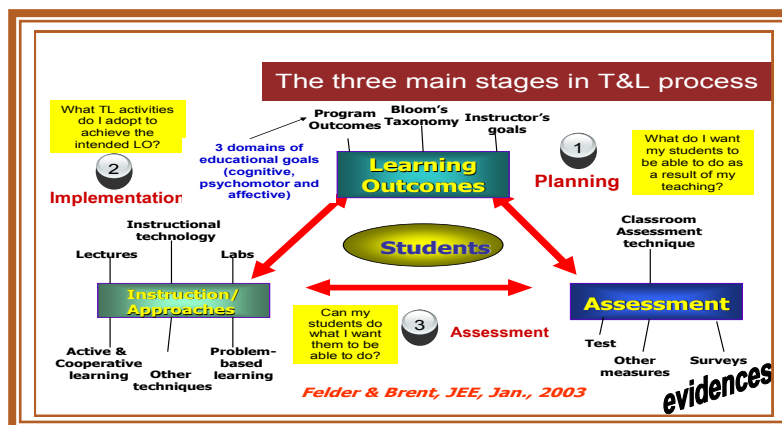 The three main stages in T&L process
What TL activities
do I adopt to
achieve the
intended LO?
2
Implementation
Program
Outcomes
Bloom's
Taxonomy
Instructor's
goals
3 domains of
educational goals
(cognitive,
psychomotor and
affective)
Learning
Outcomes
1
Planning
What do I want
my students to
be able to do as
a result of my
teaching?
Students
Instructional
technology
Lectures
Labs
Instruction/
Approaches
Active &
Cooperative
learning
Other
techniques
Problem-
based
learning
Can my
students do
what I want
them to be
able to do?
3
Assessment
Classroom
Assessment
technique
Assessment
Test
Other
measures
Surveys
evidences
Felder & Brent, JEE, Jan., 2003